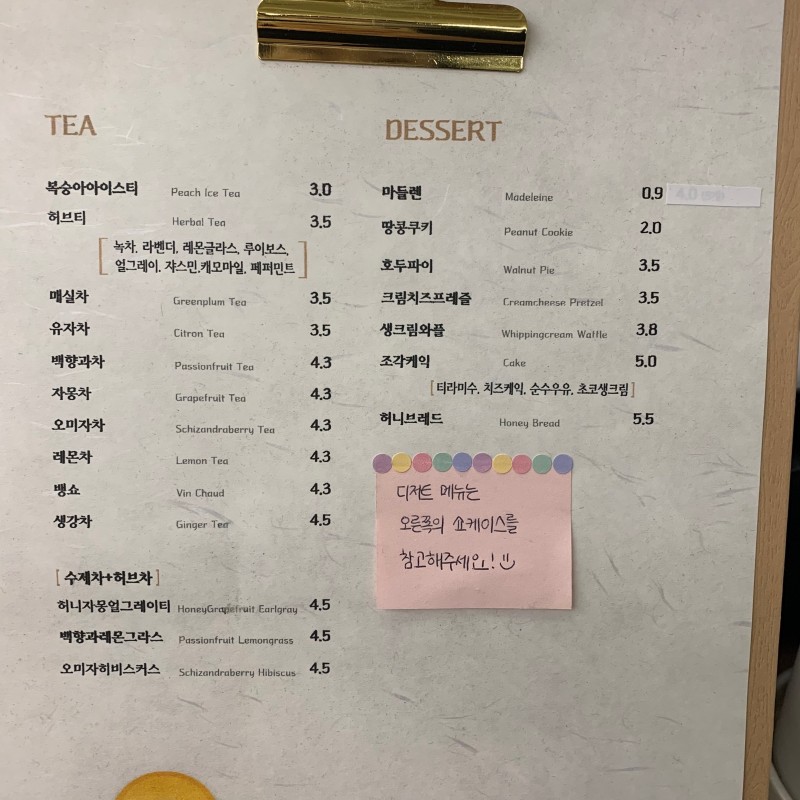 TEA
복숭아아이스티 Peach Ice Tea 3.0
허브티 Herbal Tea 3.5
[ 녹차, 라벤더, 레몬글라스, 루이보스,
얼그레이, 쟈스민,캐모마일, 페퍼민트 ]
매실차 Greenplum Tea 3.5
유자차 Citron Tea 3.5
백향과차 Passionfruit Tea 4.3
자몽차 Grapefruit Tea 4.3
오미자차 Schizandraberry Tea 4.3
레몬차 Lemon Tea 4.3
뱅쇼 Vin Chaud 4.3
생강차 Ginger Tea 4.5
[ 수제차+허브차 ]
허니자몽얼그레이티 HoneyGrapefruit Earlgray 4.5
백향과레몬그라스 Passionfruit Lemongrass 4.5
오미자히비스커스 Schizandraberry Hibiscus 4.5
DESSERT
마들렌 Madeleine 0.9
땅콩쿠키 Peanut Cookie 2.0
호두파이 Walnut Pie 3.5
크림치즈프레즐 Creamcheese Pretzel 3.5
생크림와플 Whippingcream Waffle 3.8
조각케익 Cake 5.0
[ 티라미수, 치즈케익, 순수우유, 초코생크림 ]
허니브레드 Honey Bread 5.5
디저트 메뉴는
오른쪽의 쇼케이스를
참고해주세요!